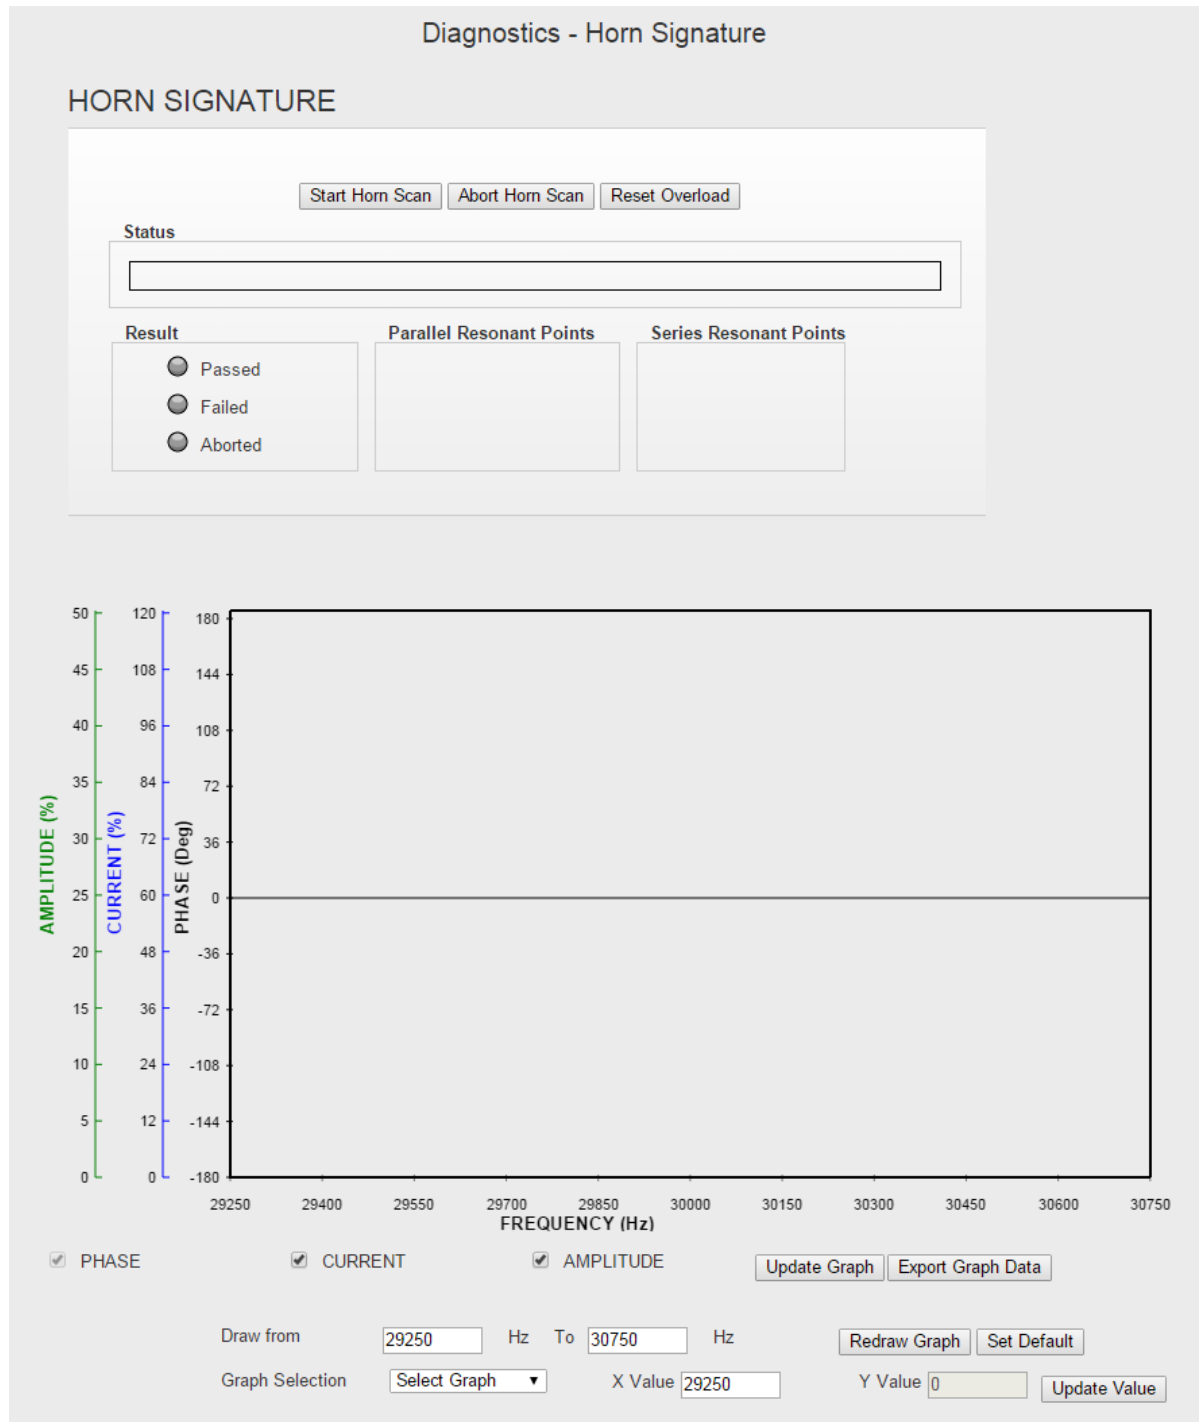 Diagnostics - Horn Signature
HORN SIGNATURE
Start Horn Scan Abort Horn Scan Reset Overload
Status
Result Parallel Resonant Points Series Resonant Points
Passed
Failed
Aborted
50 120 180
45 108 144
40 96 108
35 84 72
30 72 36
25 60 0
20 48 -36
15 36 -72
10 24 -108
5 12 -144
0 0 -180
AMPLITUDE (%)
CURRENT (%)
PHASE (Deg)
29250 29400 29550 29700 29850 30000 30150 30300 30450 30600 30750
FREQUENCY (Hz)
PHASE CURRENT AMPLITUDE Update Graph Export Graph Data
Draw from 29250 Hz To 30750 Hz Redraw Graph Set Default
Graph Selection Select Graph X Value 29250 Y Value 0 Update Value